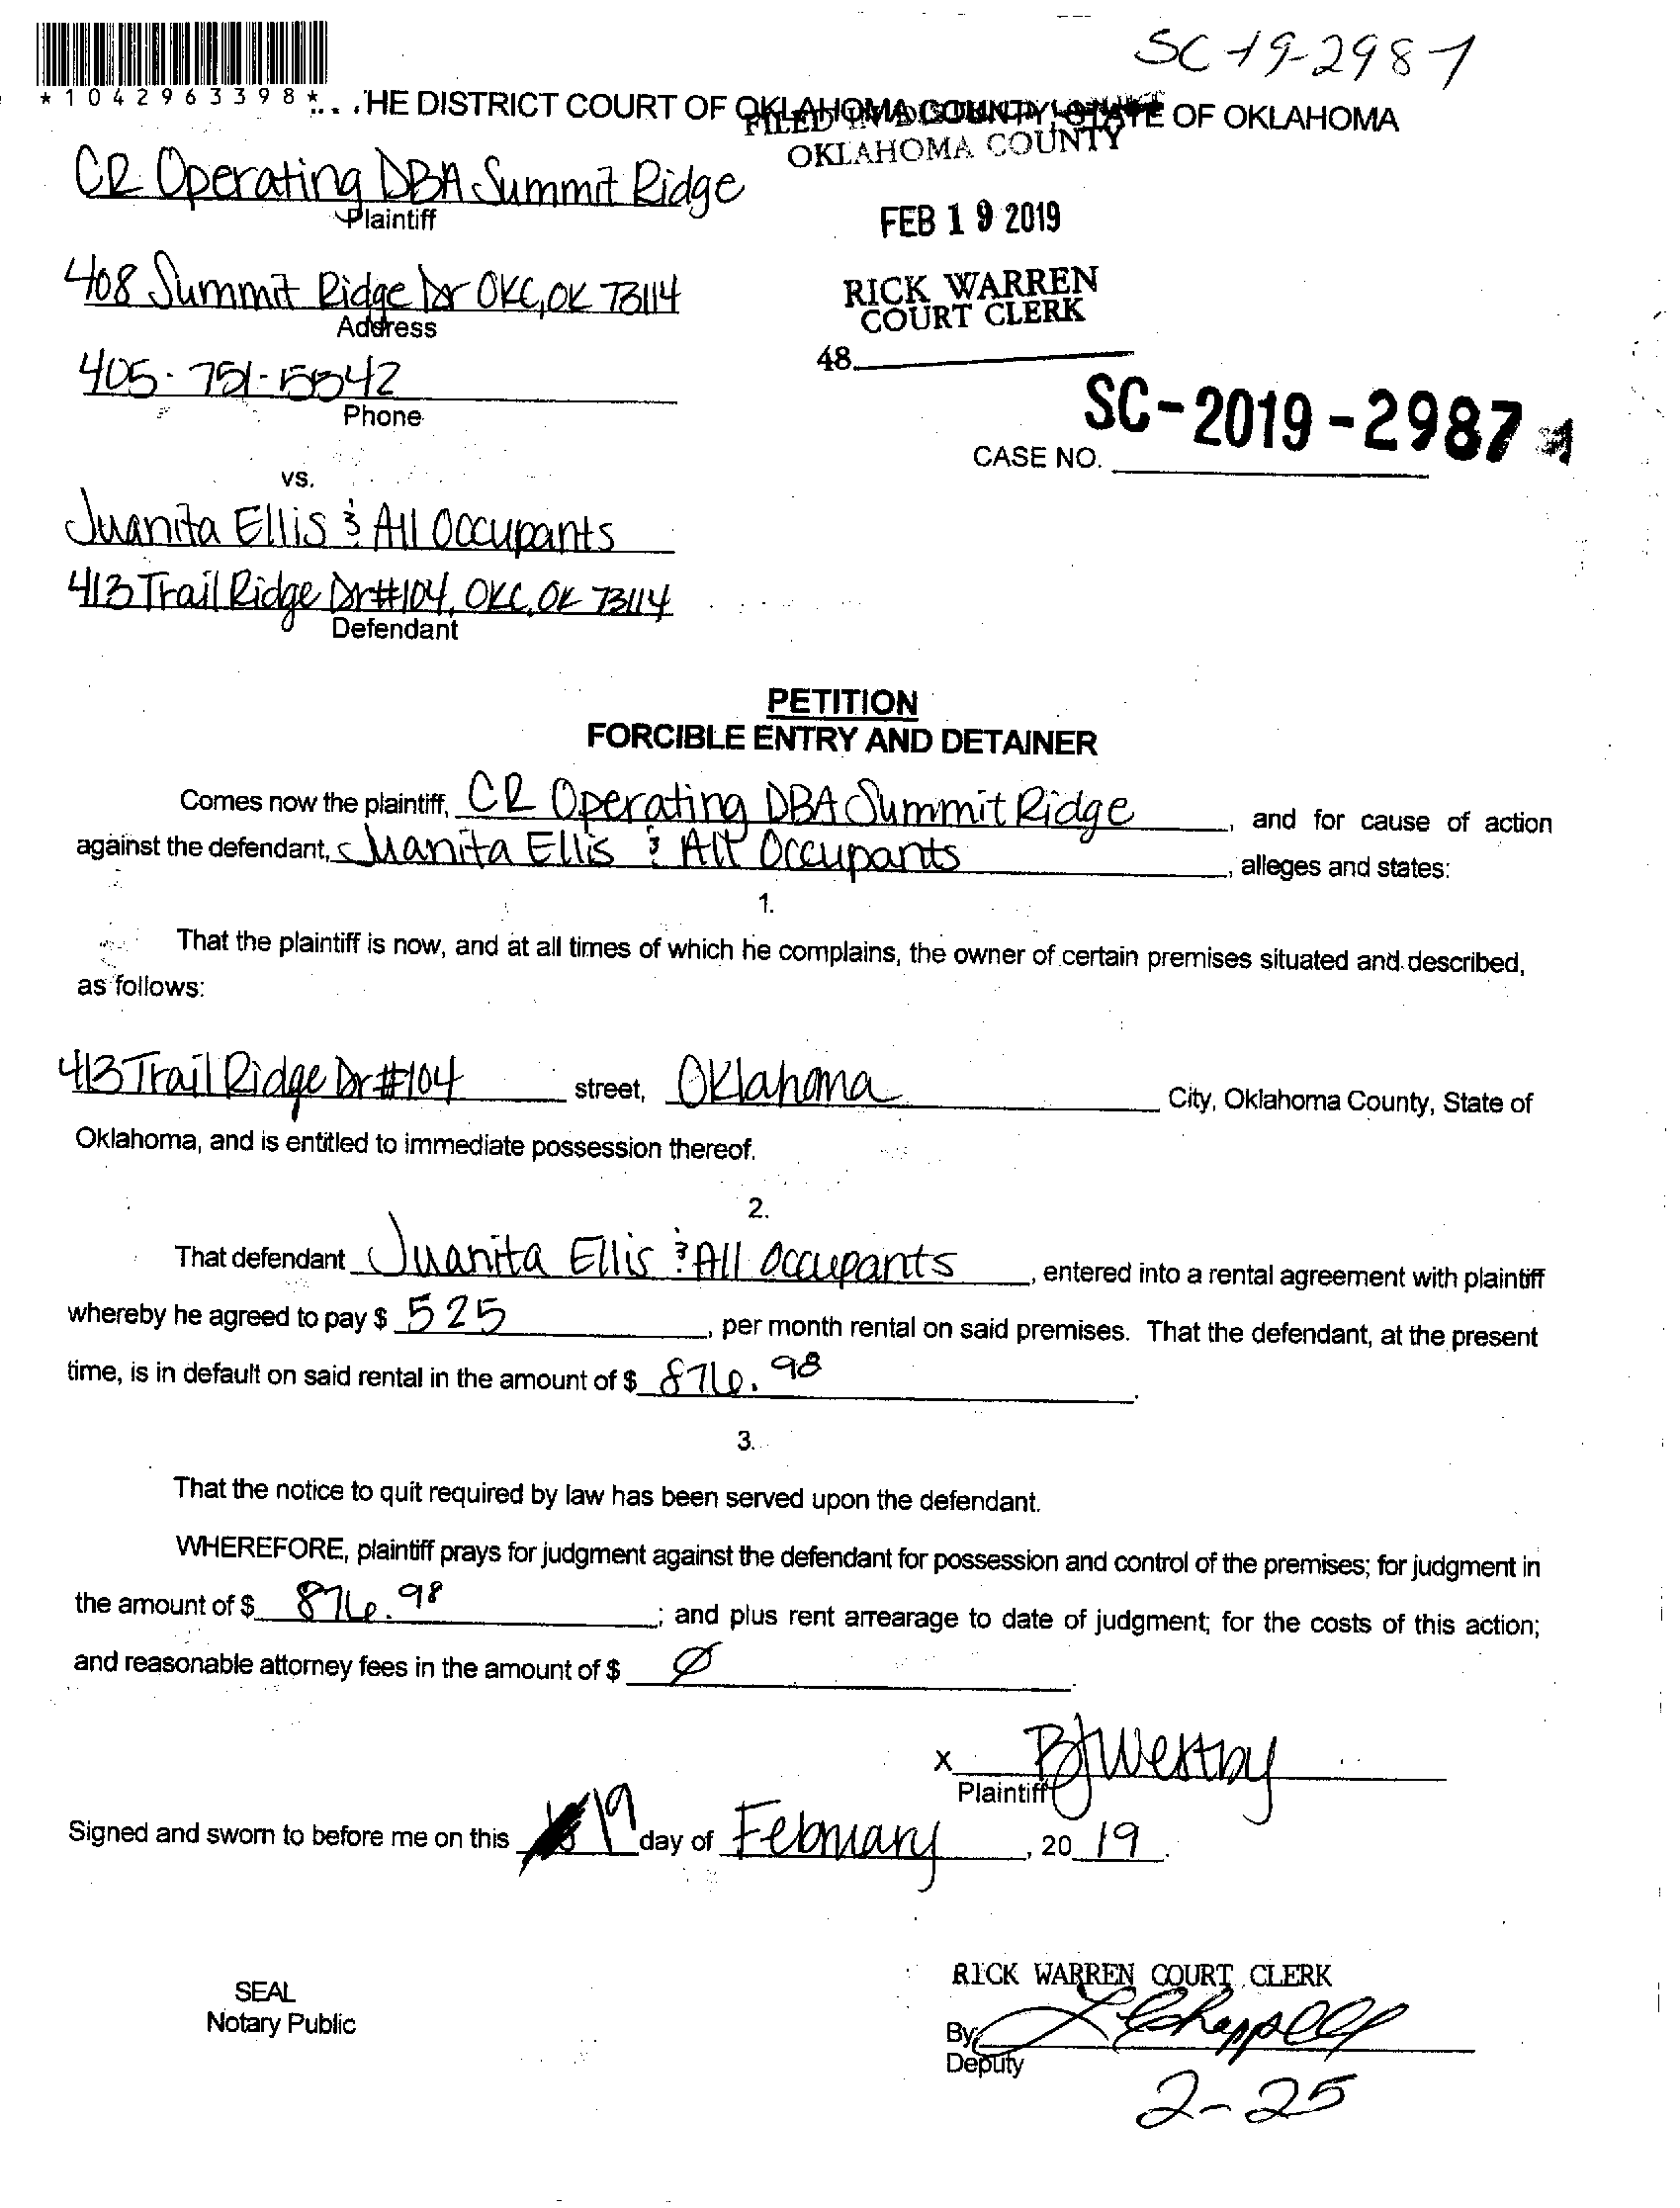 SC-19-2987
*1042963398*
THE DISTRICT COURT OF OKLAHOMA COUNTY, STATE OF OKLAHOMA
FILED IN DISTRICT COURT
OKLAHOMA COUNTY
CR Operating DBA Summit Ridge
Plaintiff
FEB 19 2019
408 Summit Ridge Dr OKC, OK 73114
Address
RICK WARREN
COURT CLERK
405-751-5542
Phone
48
SC-2019-2987
CASE NO.
vs.
Juanita Ellis & All Occupants
413 Trail Ridge Dr #104, OKC, OK 73114
Defendant
PETITION
FORCIBLE ENTRY AND DETAINER
Comes now the plaintiff, CR Operating DBA Summit Ridge, and for cause of action
against the defendant, Juanita Ellis & All Occupants, alleges and states:
1.
That the plaintiff is now, and at all times of which he complains, the owner of certain premises situated and described,
as follows:
413 Trail Ridge Dr #104 street, Oklahoma City, Oklahoma County, State of
Oklahoma, and is entitled to immediate possession thereof.
2.
That defendant Juanita Ellis & All Occupants, entered into a rental agreement with plaintiff
whereby he agreed to pay $ 525, per month rental on said premises. That the defendant, at the present
time, is in default on said rental in the amount of $ 876.98.
3.
That the notice to quit required by law has been served upon the defendant.
WHEREFORE, plaintiff prays for judgment against the defendant for possession and control of the premises; for judgment in
the amount of $ 876.98; and plus rent arrearage to date of judgment; for the costs of this action;
and reasonable attorney fees in the amount of $ Ø.
x BJWestby
Plaintiff
Signed and sworn to before me on this 19 day of February, 2019.
SEAL
Notary Public
RICK WARREN COURT CLERK
By Chappell
Deputy
2-25